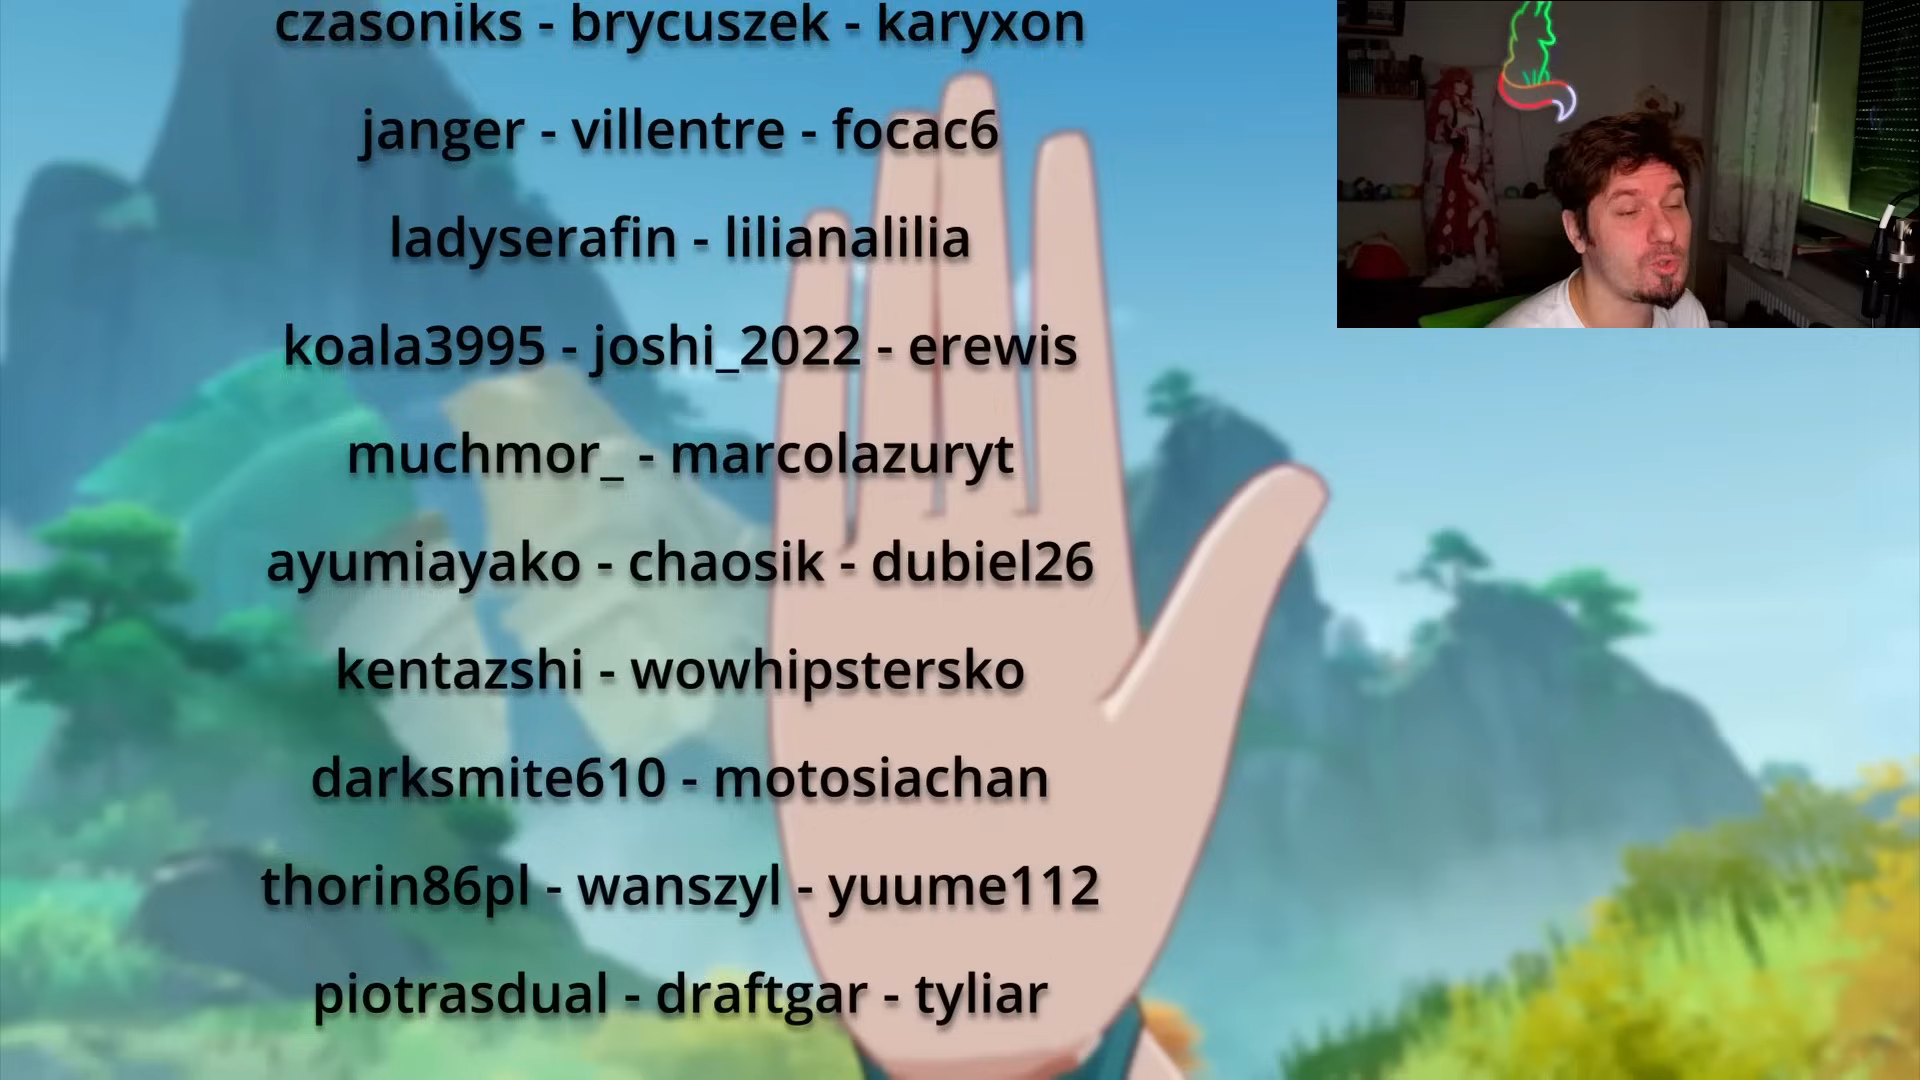 czasoniks - brycuszek - karyxon
janger - villentre - focac6
ladyserafin - lilianalilia
koala3995 - joshi_2022 - erewis
muchmor_ - marcolazuryt
ayumiayako - chaosik - dubiel26
kentazshi - wowhipstersko
darksmite610 - motosiachan
thorin86pl - wanszyl - yuume112
piotrasdual - draftgar - tyliar